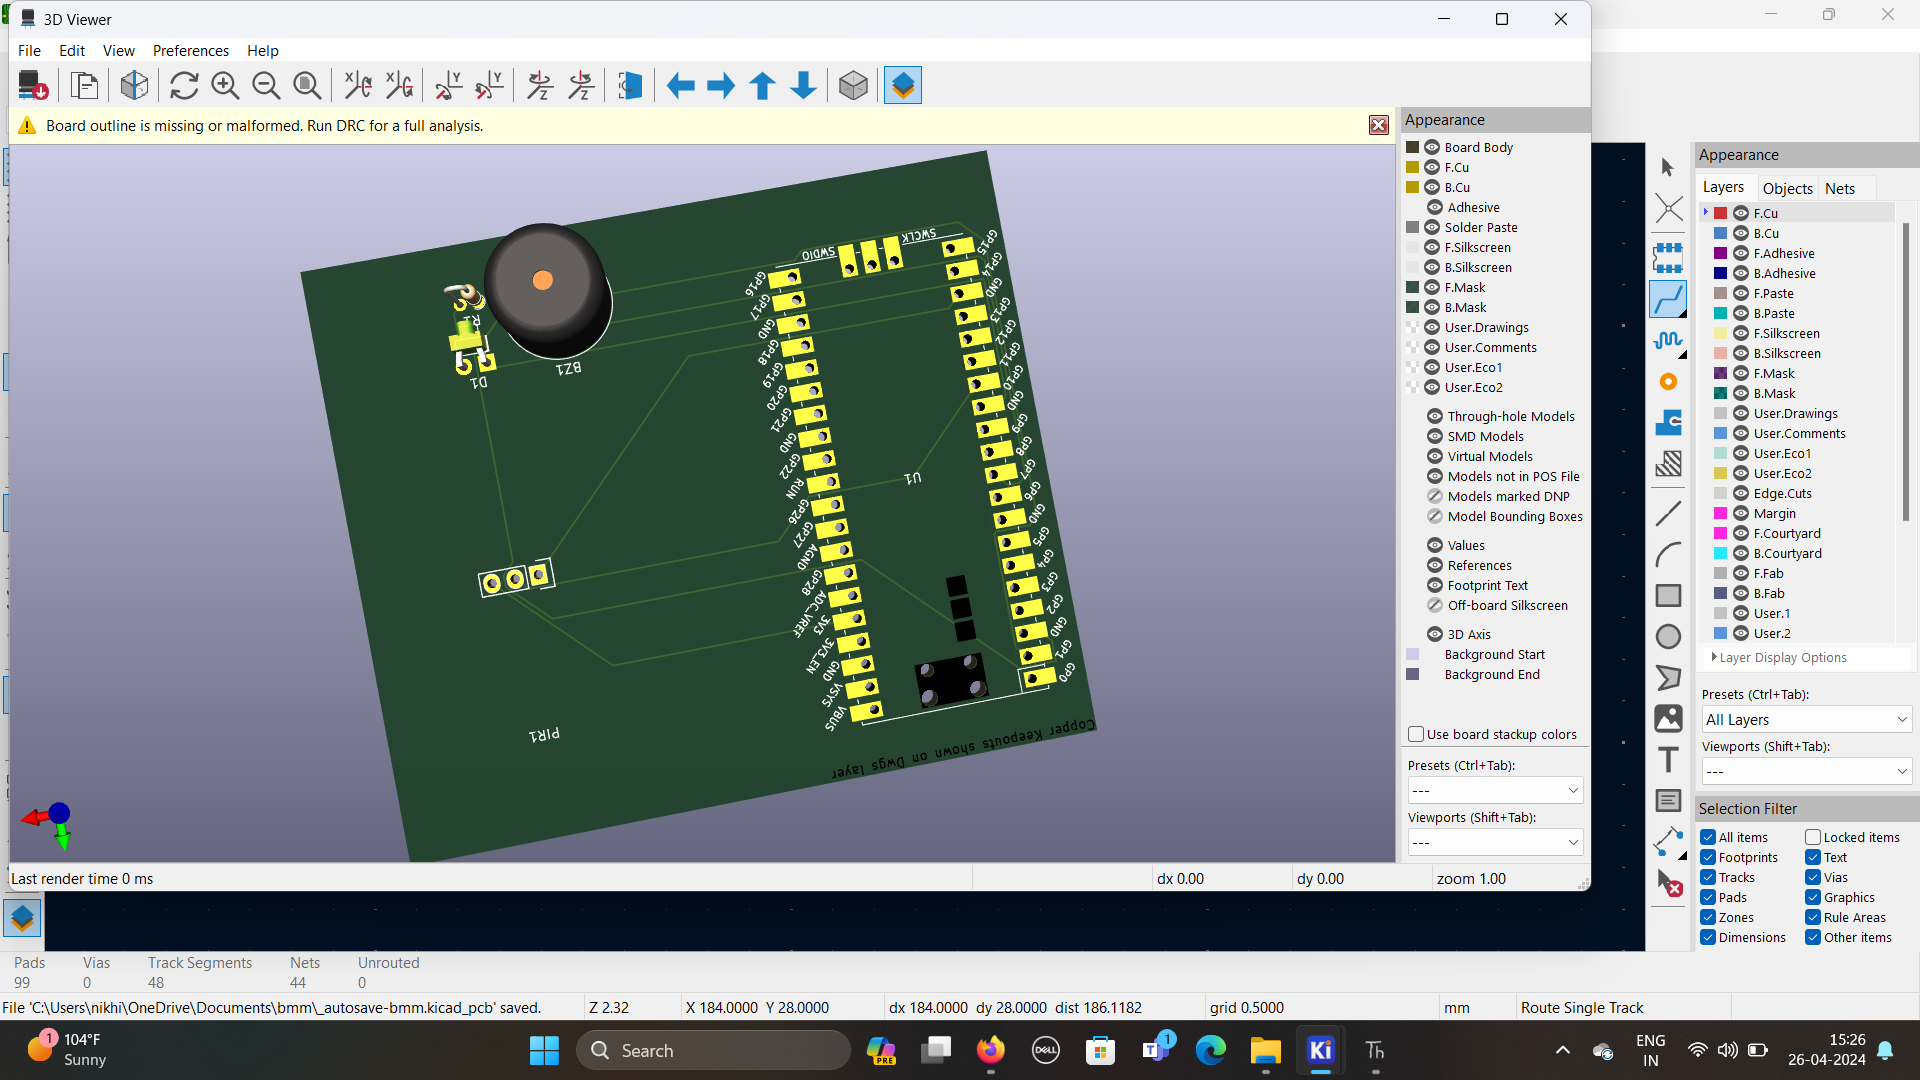 3D Viewer
File Edit View Preferences Help
Board outline is missing or malformed. Run DRC for a full analysis.
Appearance
Board Body
F.Cu
B.Cu
Adhesive
Solder Paste
F.Silkscreen
B.Silkscreen
F.Mask
B.Mask
User.Drawings
User.Comments
User.Eco1
User.Eco2
Through-hole Models
SMD Models
Virtual Models
Models not in POS File
Models marked DNP
Model Bounding Boxes
Values
References
Footprint Text
Off-board Silkscreen
3D Axis
Background Start
Background End
Use board stackup colors
Presets (Ctrl+Tab):
---
Viewports (Shift+Tab):
---
SWDIO
SWCLK
R1
D1
BZ1
U1
PIR1
GP16
GP17
GND
GP18
GP19
GP20
GP21
GND
GP22
RUN
GP26
GP27
AGND
GP28
ADC_VREF
3V3
3V3_EN
GND
VSYS
VBUS
GP15
GP14
GND
GP13
GP12
GP11
GP10
GND
GP9
GP8
GP7
GP6
GND
GP5
GP4
GP3
GP2
GND
GP1
GP0
Copper Keepouts shown on Dwgs layer
Last render time 0 ms
dx 0.00
dy 0.00
zoom 1.00
Appearance
Layers Objects Nets
F.Cu
B.Cu
F.Adhesive
B.Adhesive
F.Paste
B.Paste
F.Silkscreen
B.Silkscreen
F.Mask
B.Mask
User.Drawings
User.Comments
User.Eco1
User.Eco2
Edge.Cuts
Margin
F.Courtyard
B.Courtyard
F.Fab
B.Fab
User.1
User.2
Layer Display Options
Presets (Ctrl+Tab):
All Layers
Viewports (Shift+Tab):
---
Selection Filter
All items Locked items
Footprints Text
Tracks Vias
Pads Graphics
Zones Rule Areas
Dimensions Other items
Pads Vias Track Segments Nets Unrouted
99 0 48 44 0
File 'C:\Users\nikhi\OneDrive\Documents\bmm\_autosave-bmm.kicad_pcb' saved.
Z 2.32
X 184.0000 Y 28.0000
dx 184.0000 dy 28.0000 dist 186.1182
grid 0.5000
mm
Route Single Track
1
104°F
Sunny
Search
PRE
DELL
T
1
Ki
Th
ENG
IN
15:26
26-04-2024